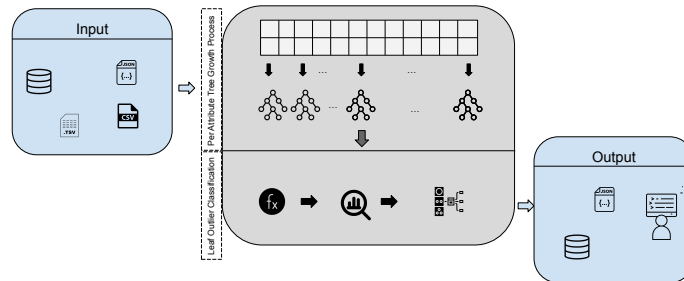 Input
JSON
{...}
.TSV
CSV
Per Attribute Tree Growth Process
...
...
...
...
Leaf Outlier Classification
fx
Output
JSON
{...}